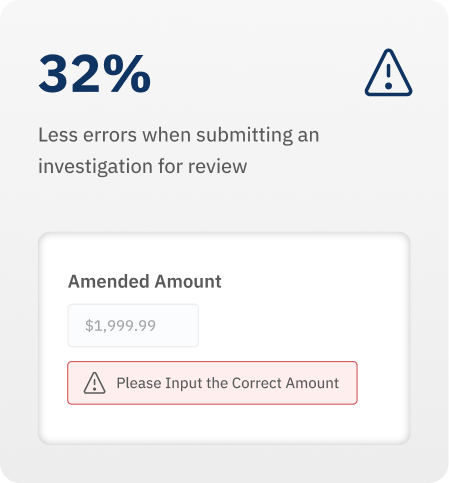 32%
Less errors when submitting an
investigation for review
Amended Amount
$1,999.99
Please Input the Correct Amount